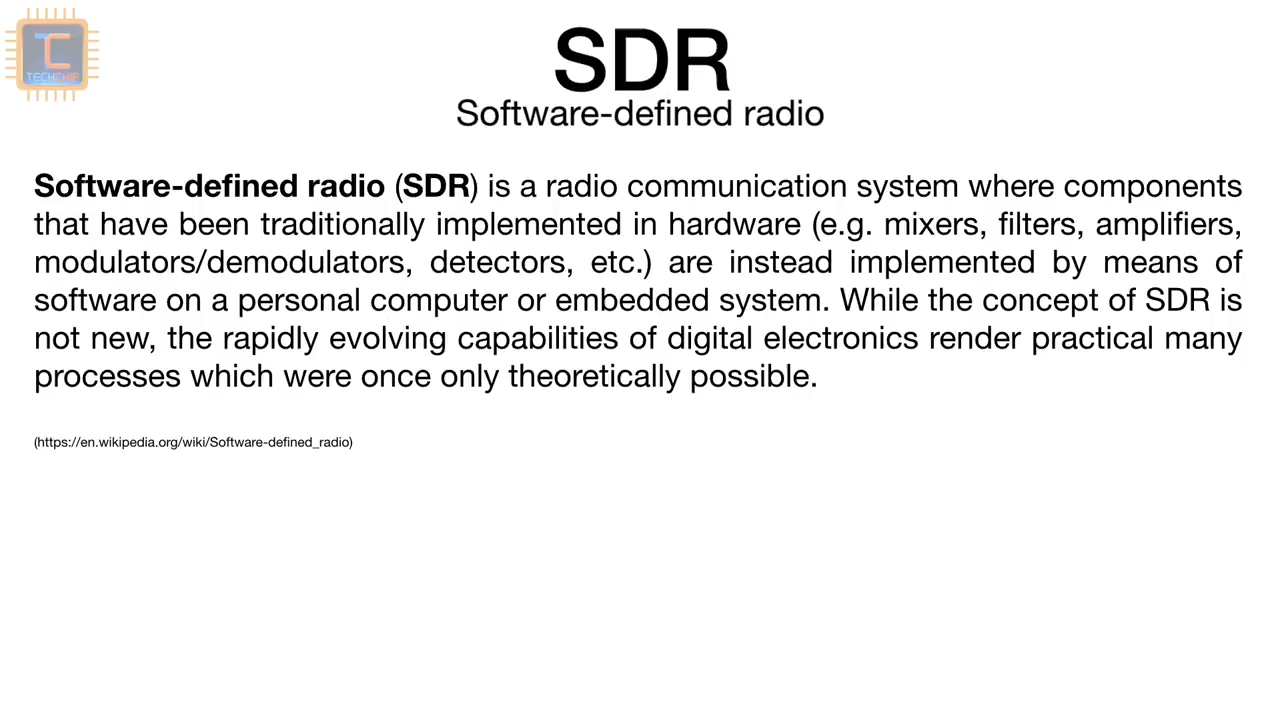 TECHCHIP
SDR
Software-defined radio
Software-defined radio (SDR) is a radio communication system where components
that have been traditionally implemented in hardware (e.g. mixers, filters, amplifiers,
modulators/demodulators, detectors, etc.) are instead implemented by means of
software on a personal computer or embedded system. While the concept of SDR is
not new, the rapidly evolving capabilities of digital electronics render practical many
processes which were once only theoretically possible.
(https://en.wikipedia.org/wiki/Software-defined_radio)